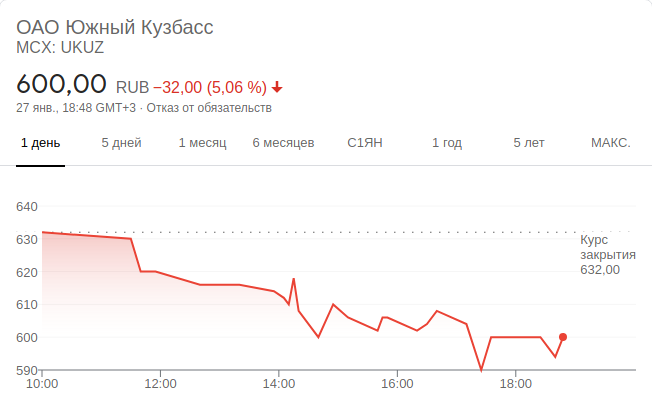 ОАО Южный Кузбасс
MCX: UKUZ
600,00 RUB −32,00 (5,06 %)
27 янв., 18:48 GMT+3 · Отказ от обязательств
1 день 5 дней 1 месяц 6 месяцев С1ЯН 1 год 5 лет МАКС.
640
630
620
610
600
590
Курс
закрытия
632,00
10:00 12:00 14:00 16:00 18:00